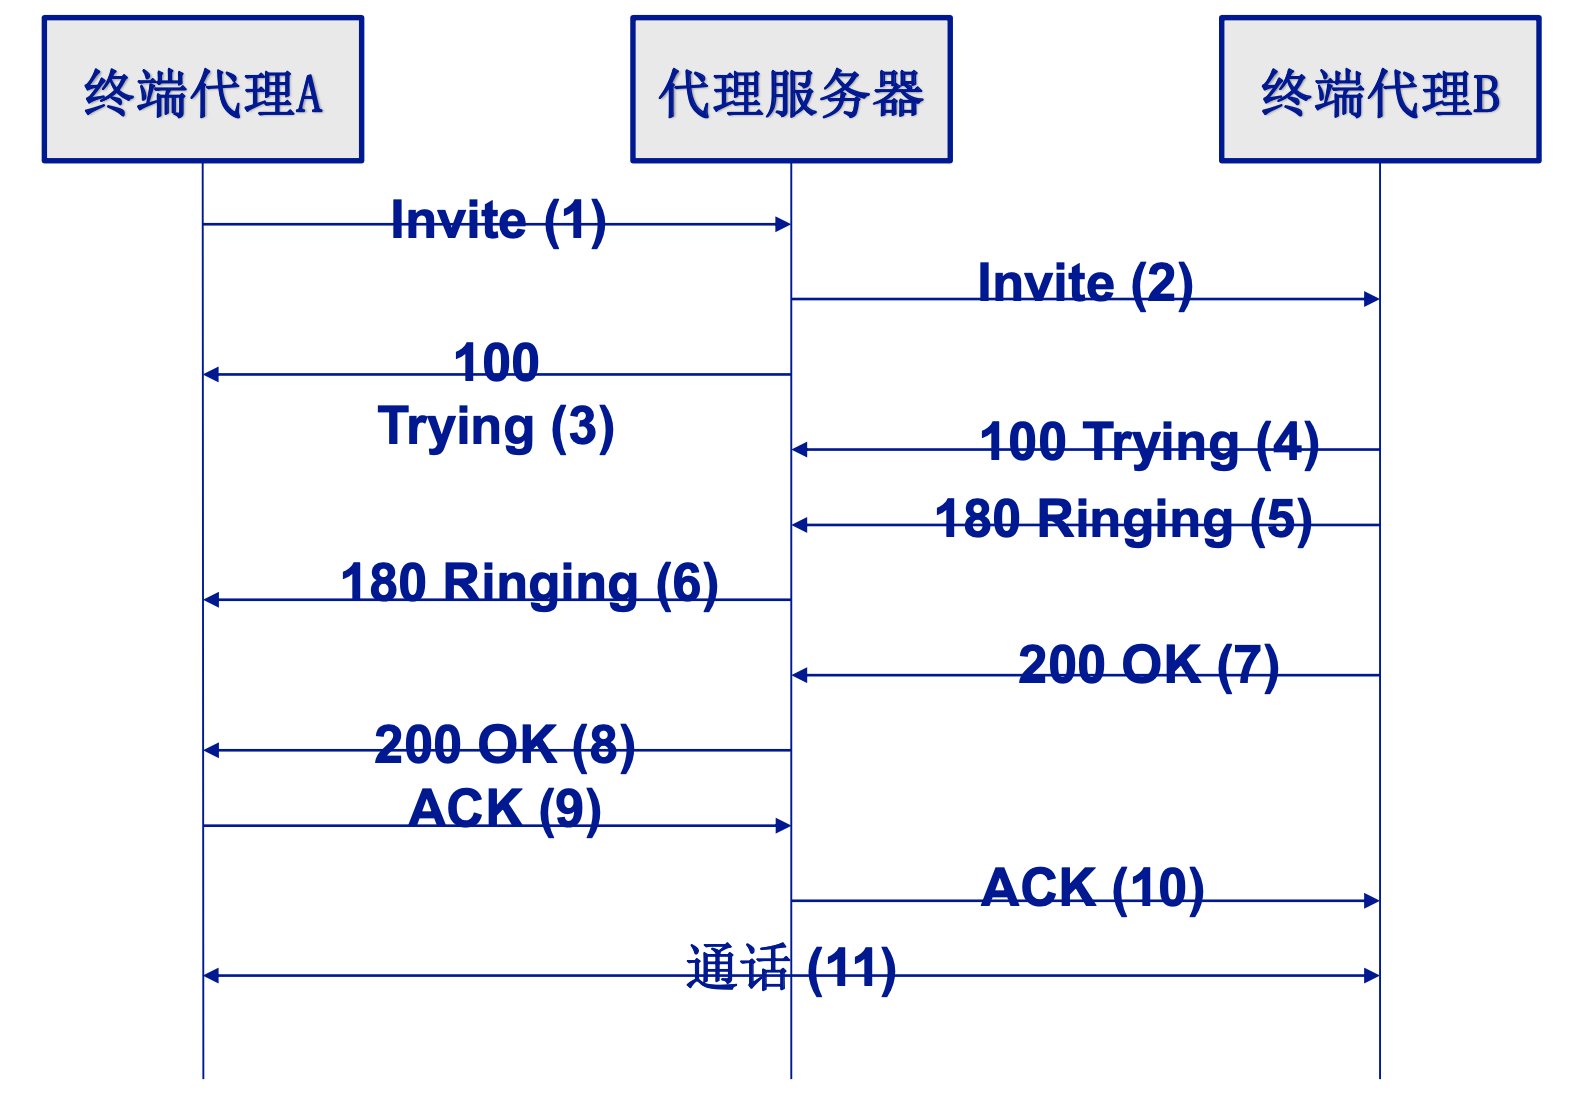 终端代理A
代理服务器
终端代理B
Invite (1)
Invite (2)
100
Trying (3)
100 Trying (4)
180 Ringing (5)
180 Ringing (6)
200 OK (7)
200 OK (8)
ACK (9)
ACK (10)
通话 (11)